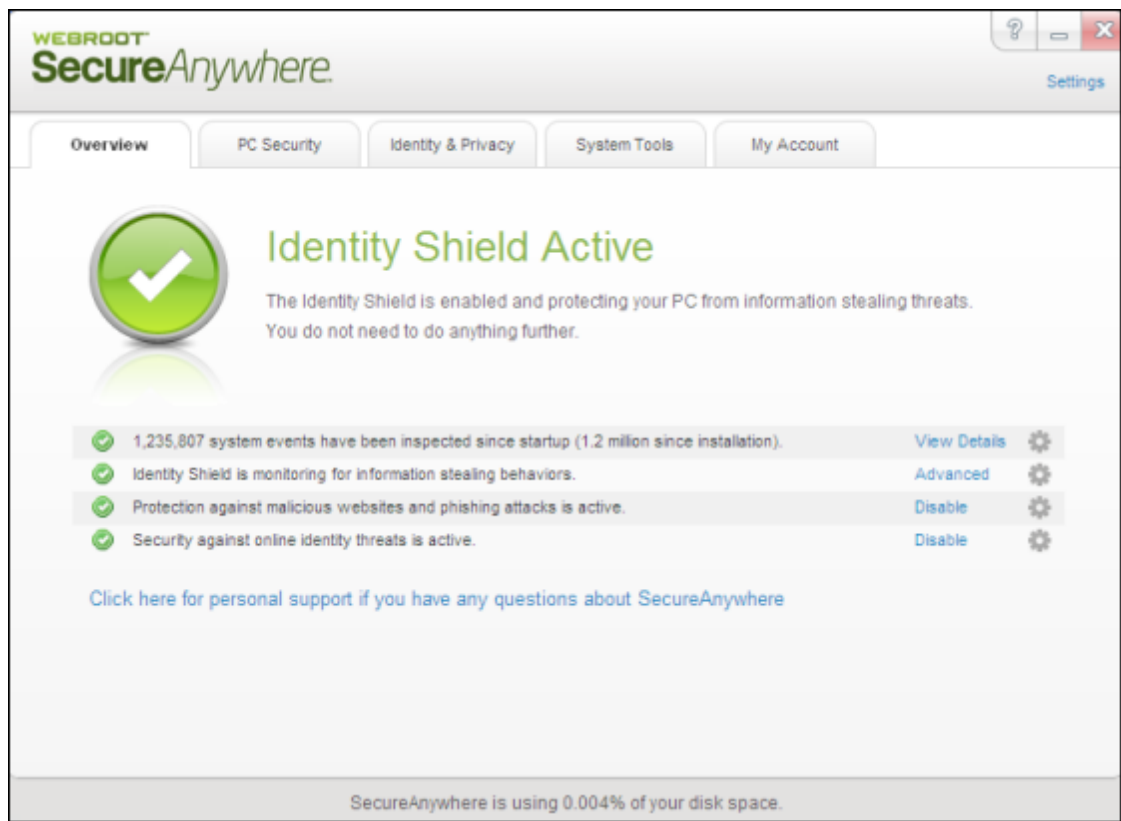 WEBROOT
SecureAnywhere.
Settings
Overview
PC Security
Identity & Privacy
System Tools
My Account
Identity Shield Active
The Identity Shield is enabled and protecting your PC from information stealing threats.
You do not need to do anything further.
1,235,807 system events have been inspected since startup (1.2 million since installation). View Details
Identity Shield is monitoring for information stealing behaviors. Advanced
Protection against malicious websites and phishing attacks is active. Disable
Security against online identity threats is active. Disable
Click here for personal support if you have any questions about SecureAnywhere
SecureAnywhere is using 0.004% of your disk space.